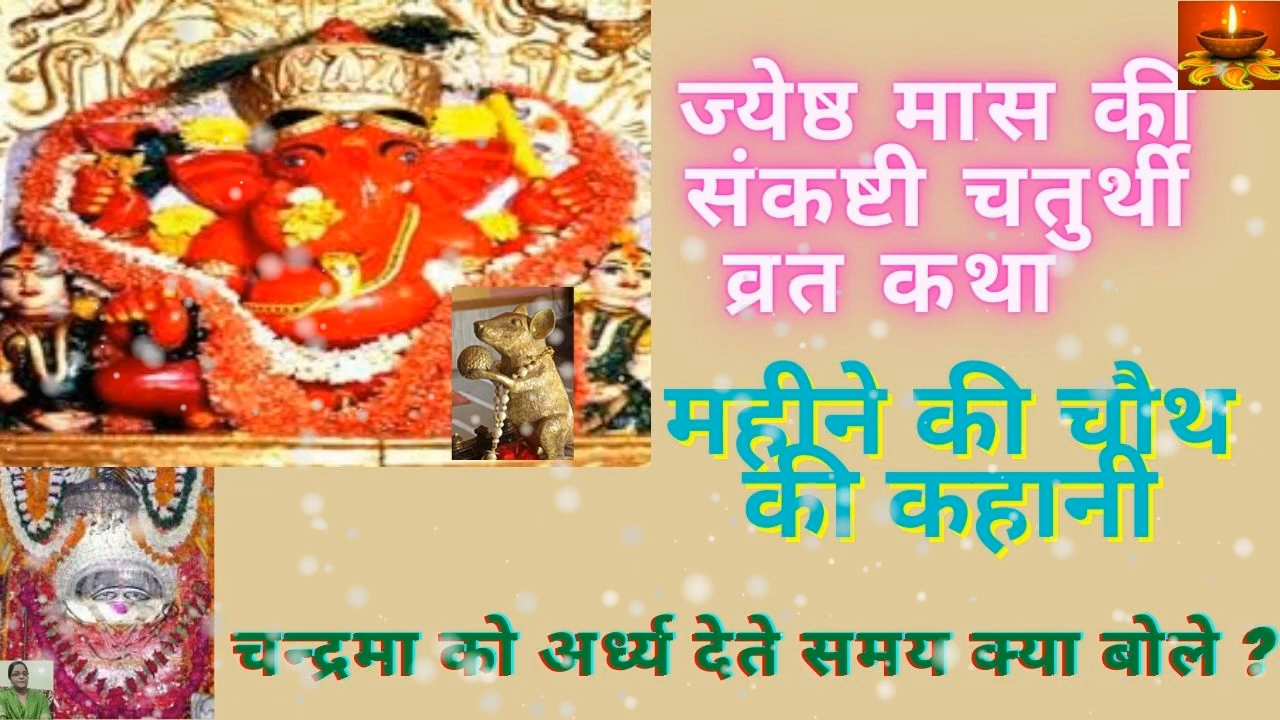 ज्येष्ठ मास की
संकष्टी चतुर्थी
व्रत कथा
महीने की चौथ
की कहानी
चन्द्रमा को अर्ध्य देते समय क्या बोले ?